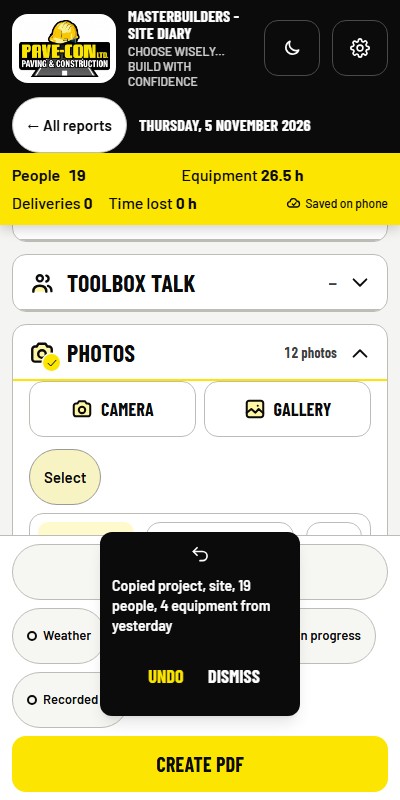 MASTERBUILDERS -
SITE DIARY
CHOOSE WISELY...
BUILD WITH
CONFIDENCE
PAVE-CON LTD.
PAVING & CONSTRUCTION
← All reports
THURSDAY, 5 NOVEMBER 2026
People 19
Equipment 26.5 h
Deliveries 0
Time lost 0 h
Saved on phone
TOOLBOX TALK
–
PHOTOS
12 photos
CAMERA
GALLERY
Select
Copied project, site, 19
people, 4 equipment from
yesterday
UNDO
DISMISS
Weather
n progress
Recorded
CREATE PDF